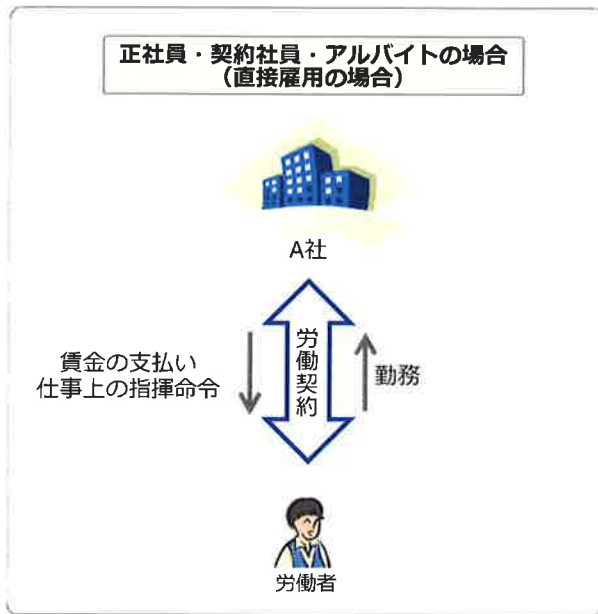 正社員・契約社員・アルバイトの場合
（直接雇用の場合）
A社
賃金の支払い
仕事上の指揮命令
労働契約
勤務
労働者